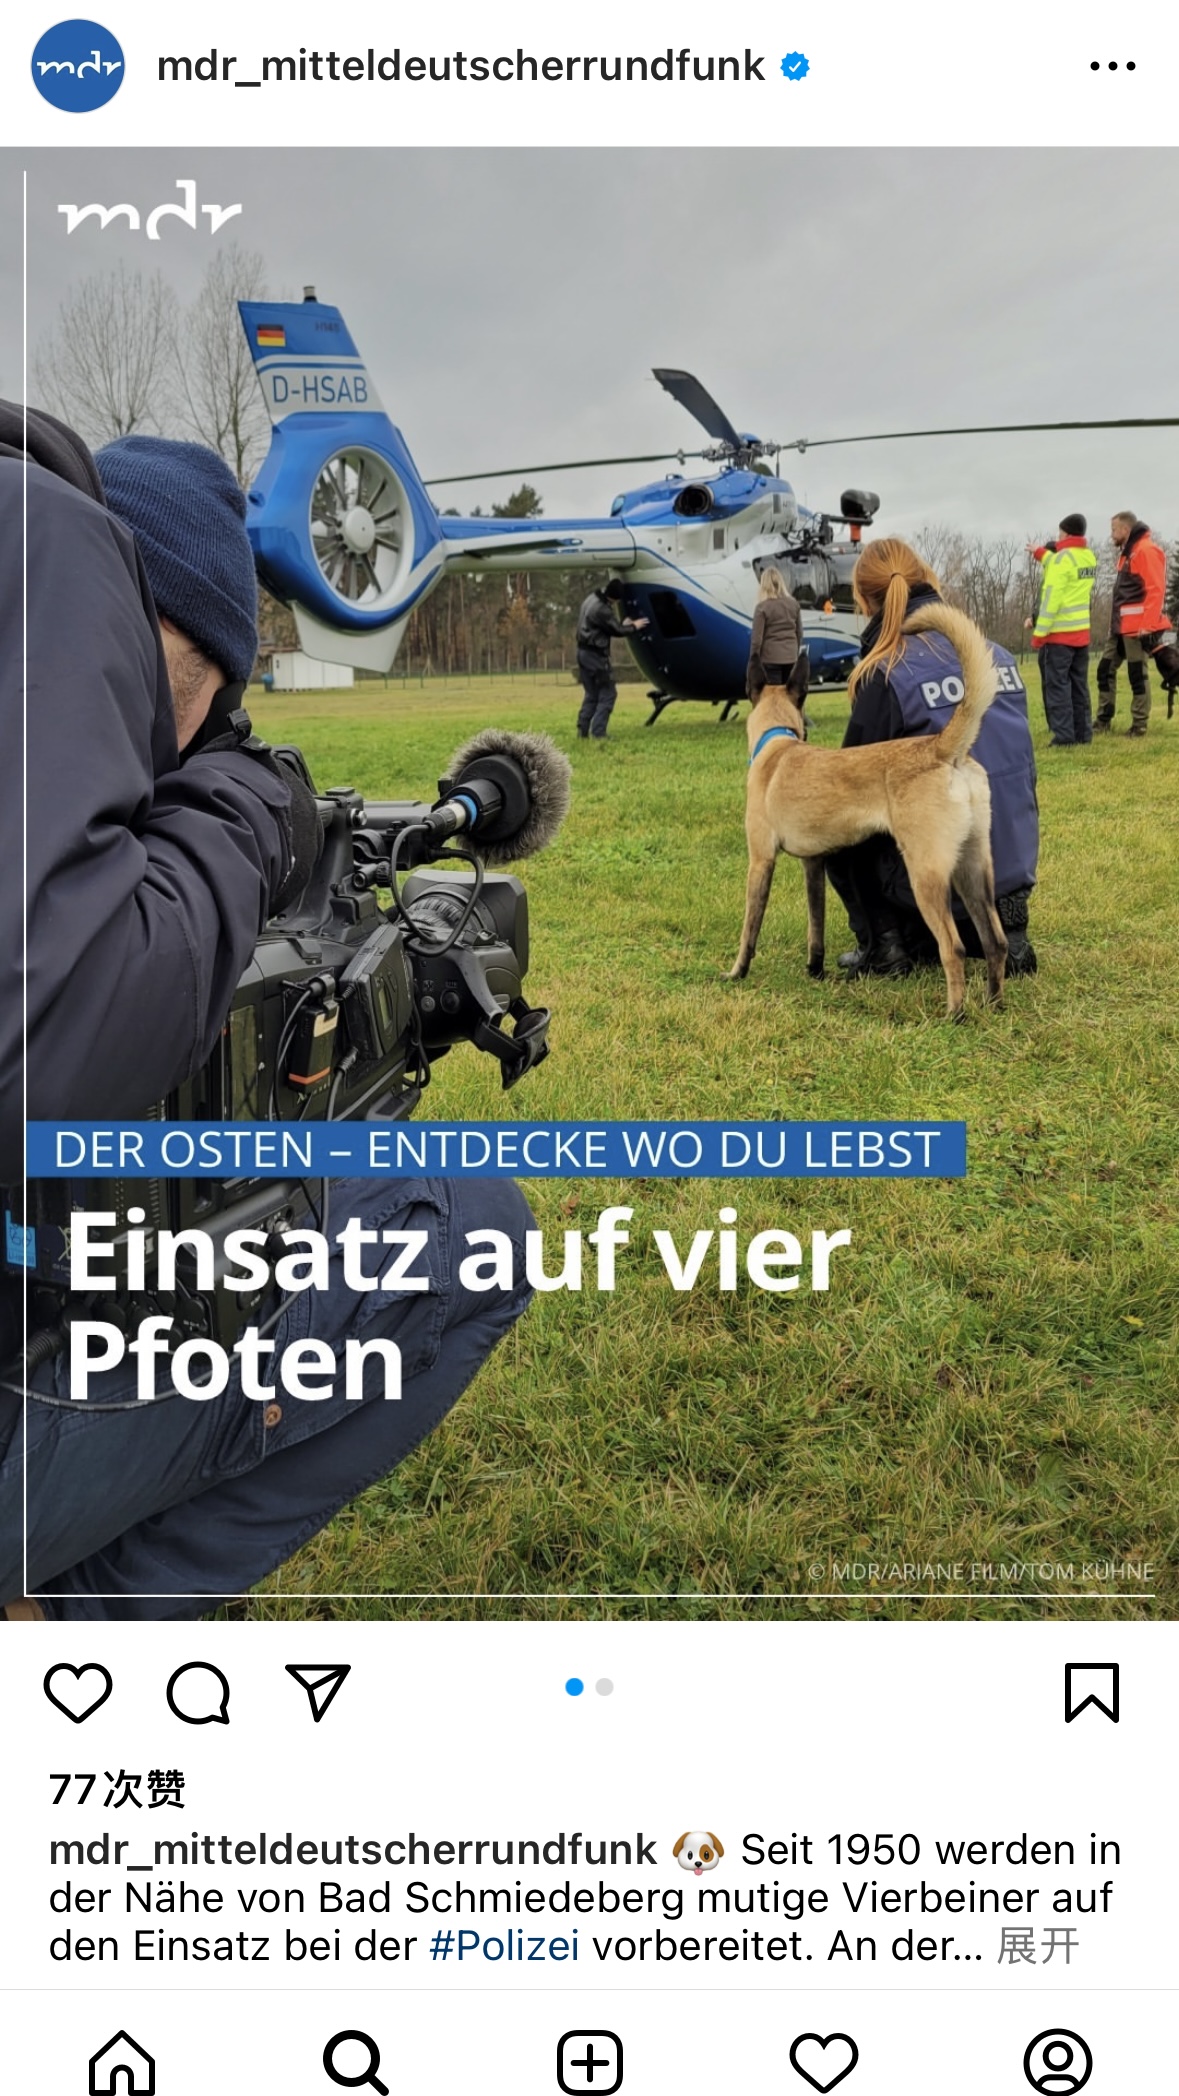 mdr
mdr_mitteldeutscherrundfunk
mdr
D-HSAB
POLIZEI
DER OSTEN – ENTDECKE WO DU LEBST
Einsatz auf vier
Pfoten
© MDR/ARIANE FILM/TOM KÜHNE
77次赞
mdr_mitteldeutscherrundfunk 🐶 Seit 1950 werden in
der Nähe von Bad Schmiedeberg mutige Vierbeiner auf
den Einsatz bei der #Polizei vorbereitet. An der... 展开